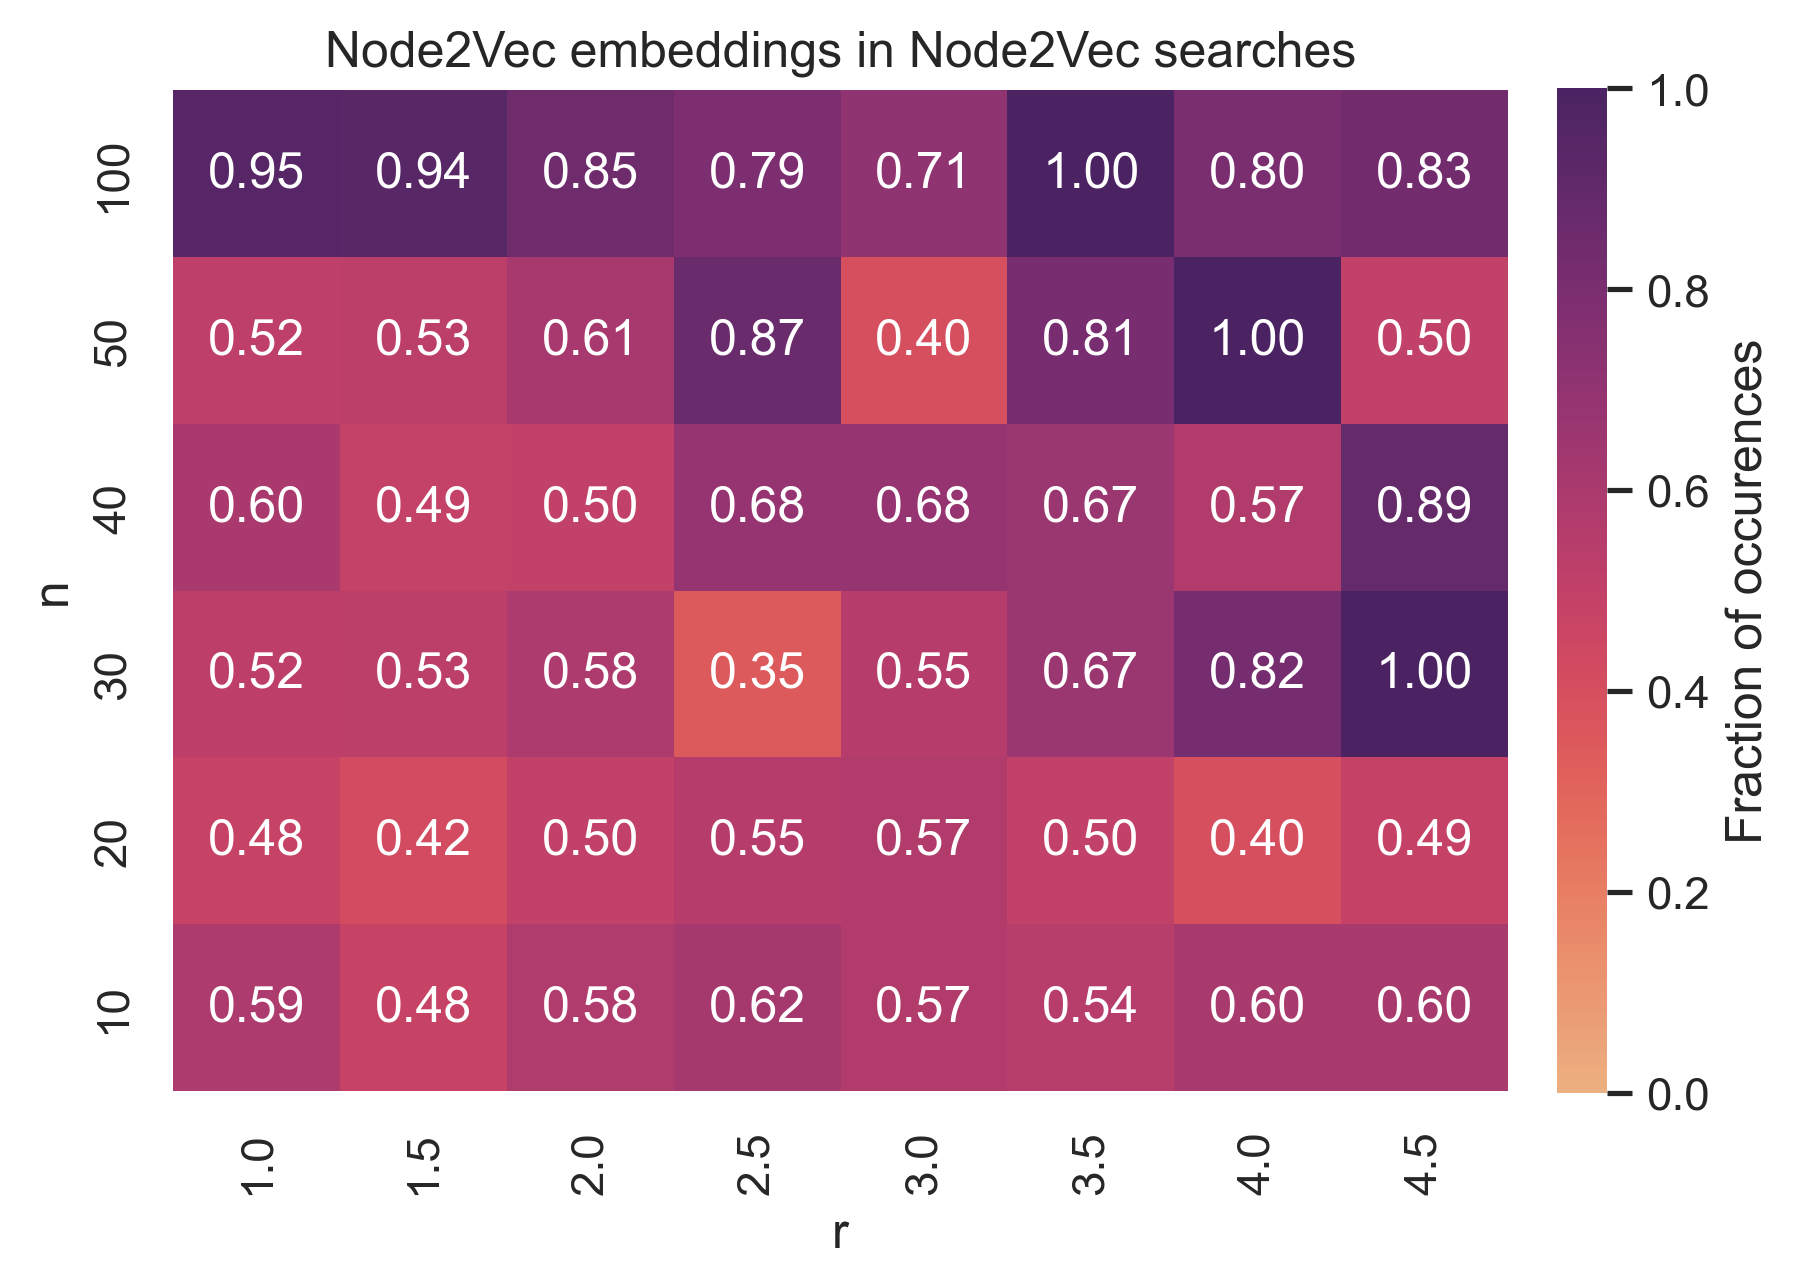 Node2Vec embeddings in Node2Vec searches
100 0.95 0.94 0.85 0.79 0.71 1.00 0.80 0.83
50 0.52 0.53 0.61 0.87 0.40 0.81 1.00 0.50
40 0.60 0.49 0.50 0.68 0.68 0.67 0.57 0.89
30 0.52 0.53 0.58 0.35 0.55 0.67 0.82 1.00
20 0.48 0.42 0.50 0.55 0.57 0.50 0.40 0.49
10 0.59 0.48 0.58 0.62 0.57 0.54 0.60 0.60
n
1.0 1.5 2.0 2.5 3.0 3.5 4.0 4.5
r
1.0
0.8
0.6
0.4
0.2
0.0
Fraction of occurences